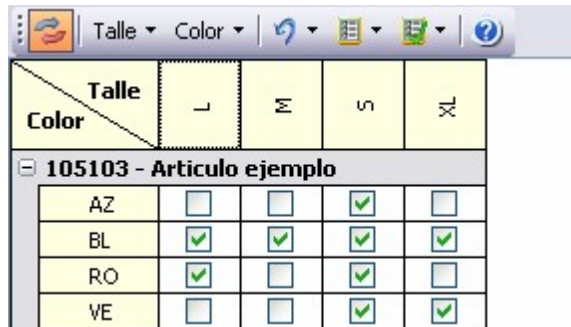 Talle Color
Talle
Color
L M S XL
105103 - Articulo ejemplo
AZ
BL
RO
VE